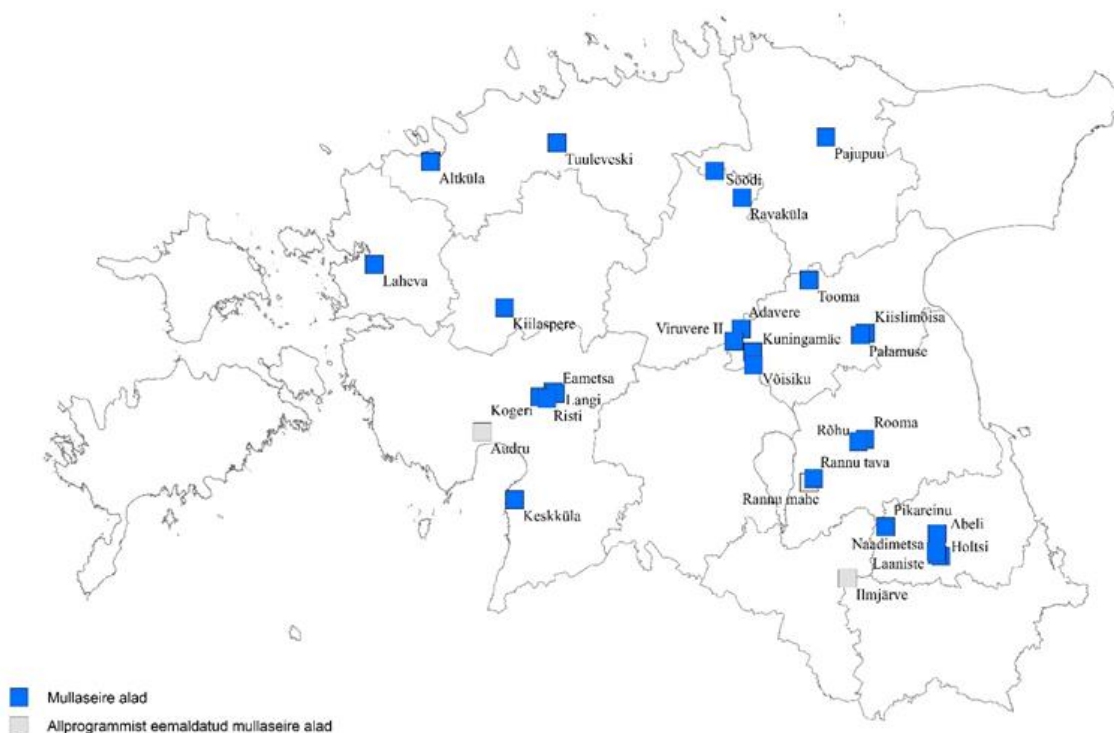 Pajupuu
Tuuleveski
Altküla
Söödi
Ravaküla
Laheva
Tooma
Kiilaspere
Adavere
Kiislimõisa
Viruvere II
Kuningamäe
Palamuse
Võisiku
Eametsa
Kogeri
Langi
Risti
Audru
Rõhu
Rooma
Rannu tava
Rannu mahe
Keskküla
Pikareinu
Abeli
Naadimetsa
Holtsi
Laaniste
Ilmjärve
Mullaseire alad
Allprogrammist eemaldatud mullaseire alad